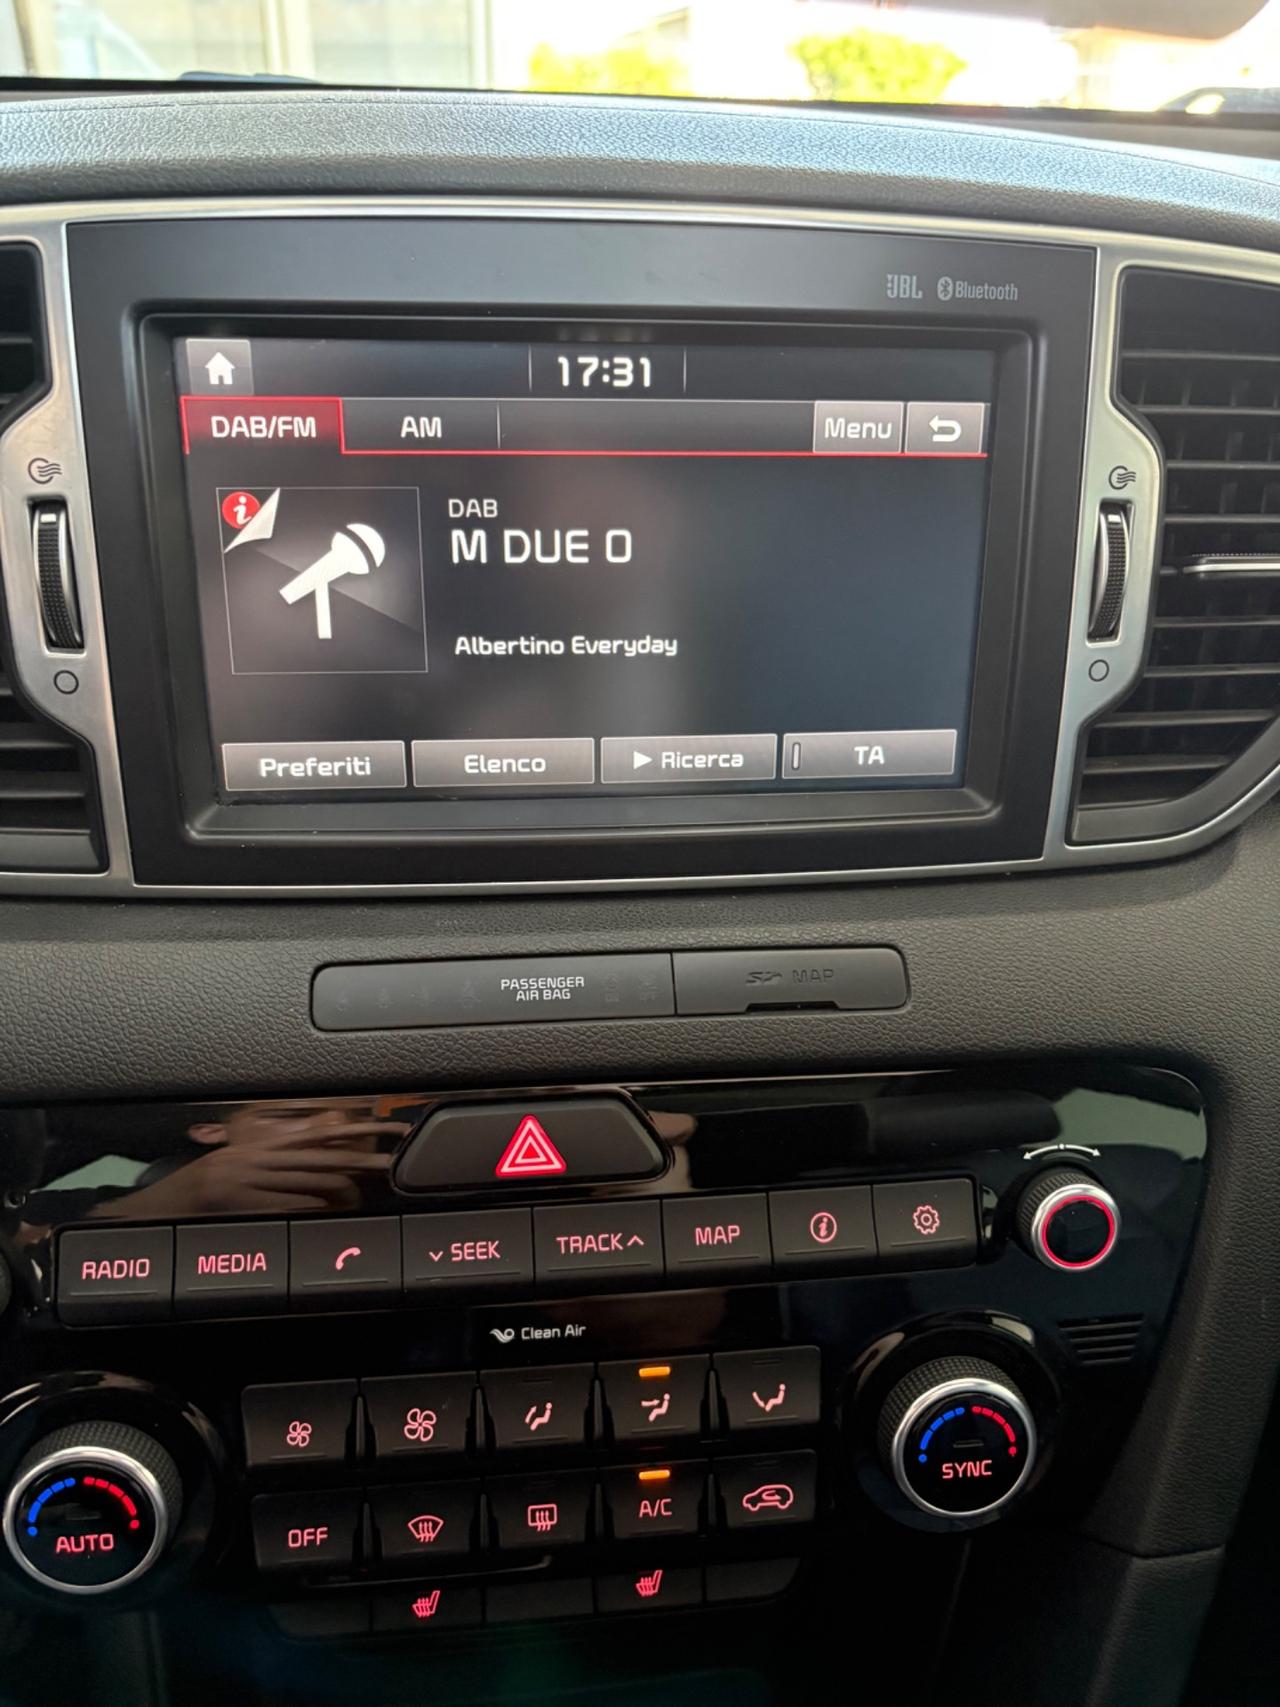 JBL Bluetooth
17:31
DAB/FM AM Menu
DAB
M DUE O
Albertino Everyday
Preferiti Elenco ▶ Ricerca TA
PASSENGER
AIR BAG
SD MAP
RADIO MEDIA SEEK TRACK MAP
Clean Air
AUTO
SYNC
OFF A/C